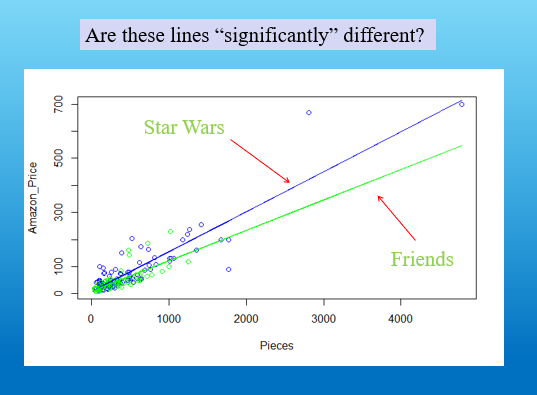 Are these lines “significantly” different?
Star Wars
Friends
Amazon_Price
0
100
300
500
700
0
1000
2000
3000
4000
Pieces